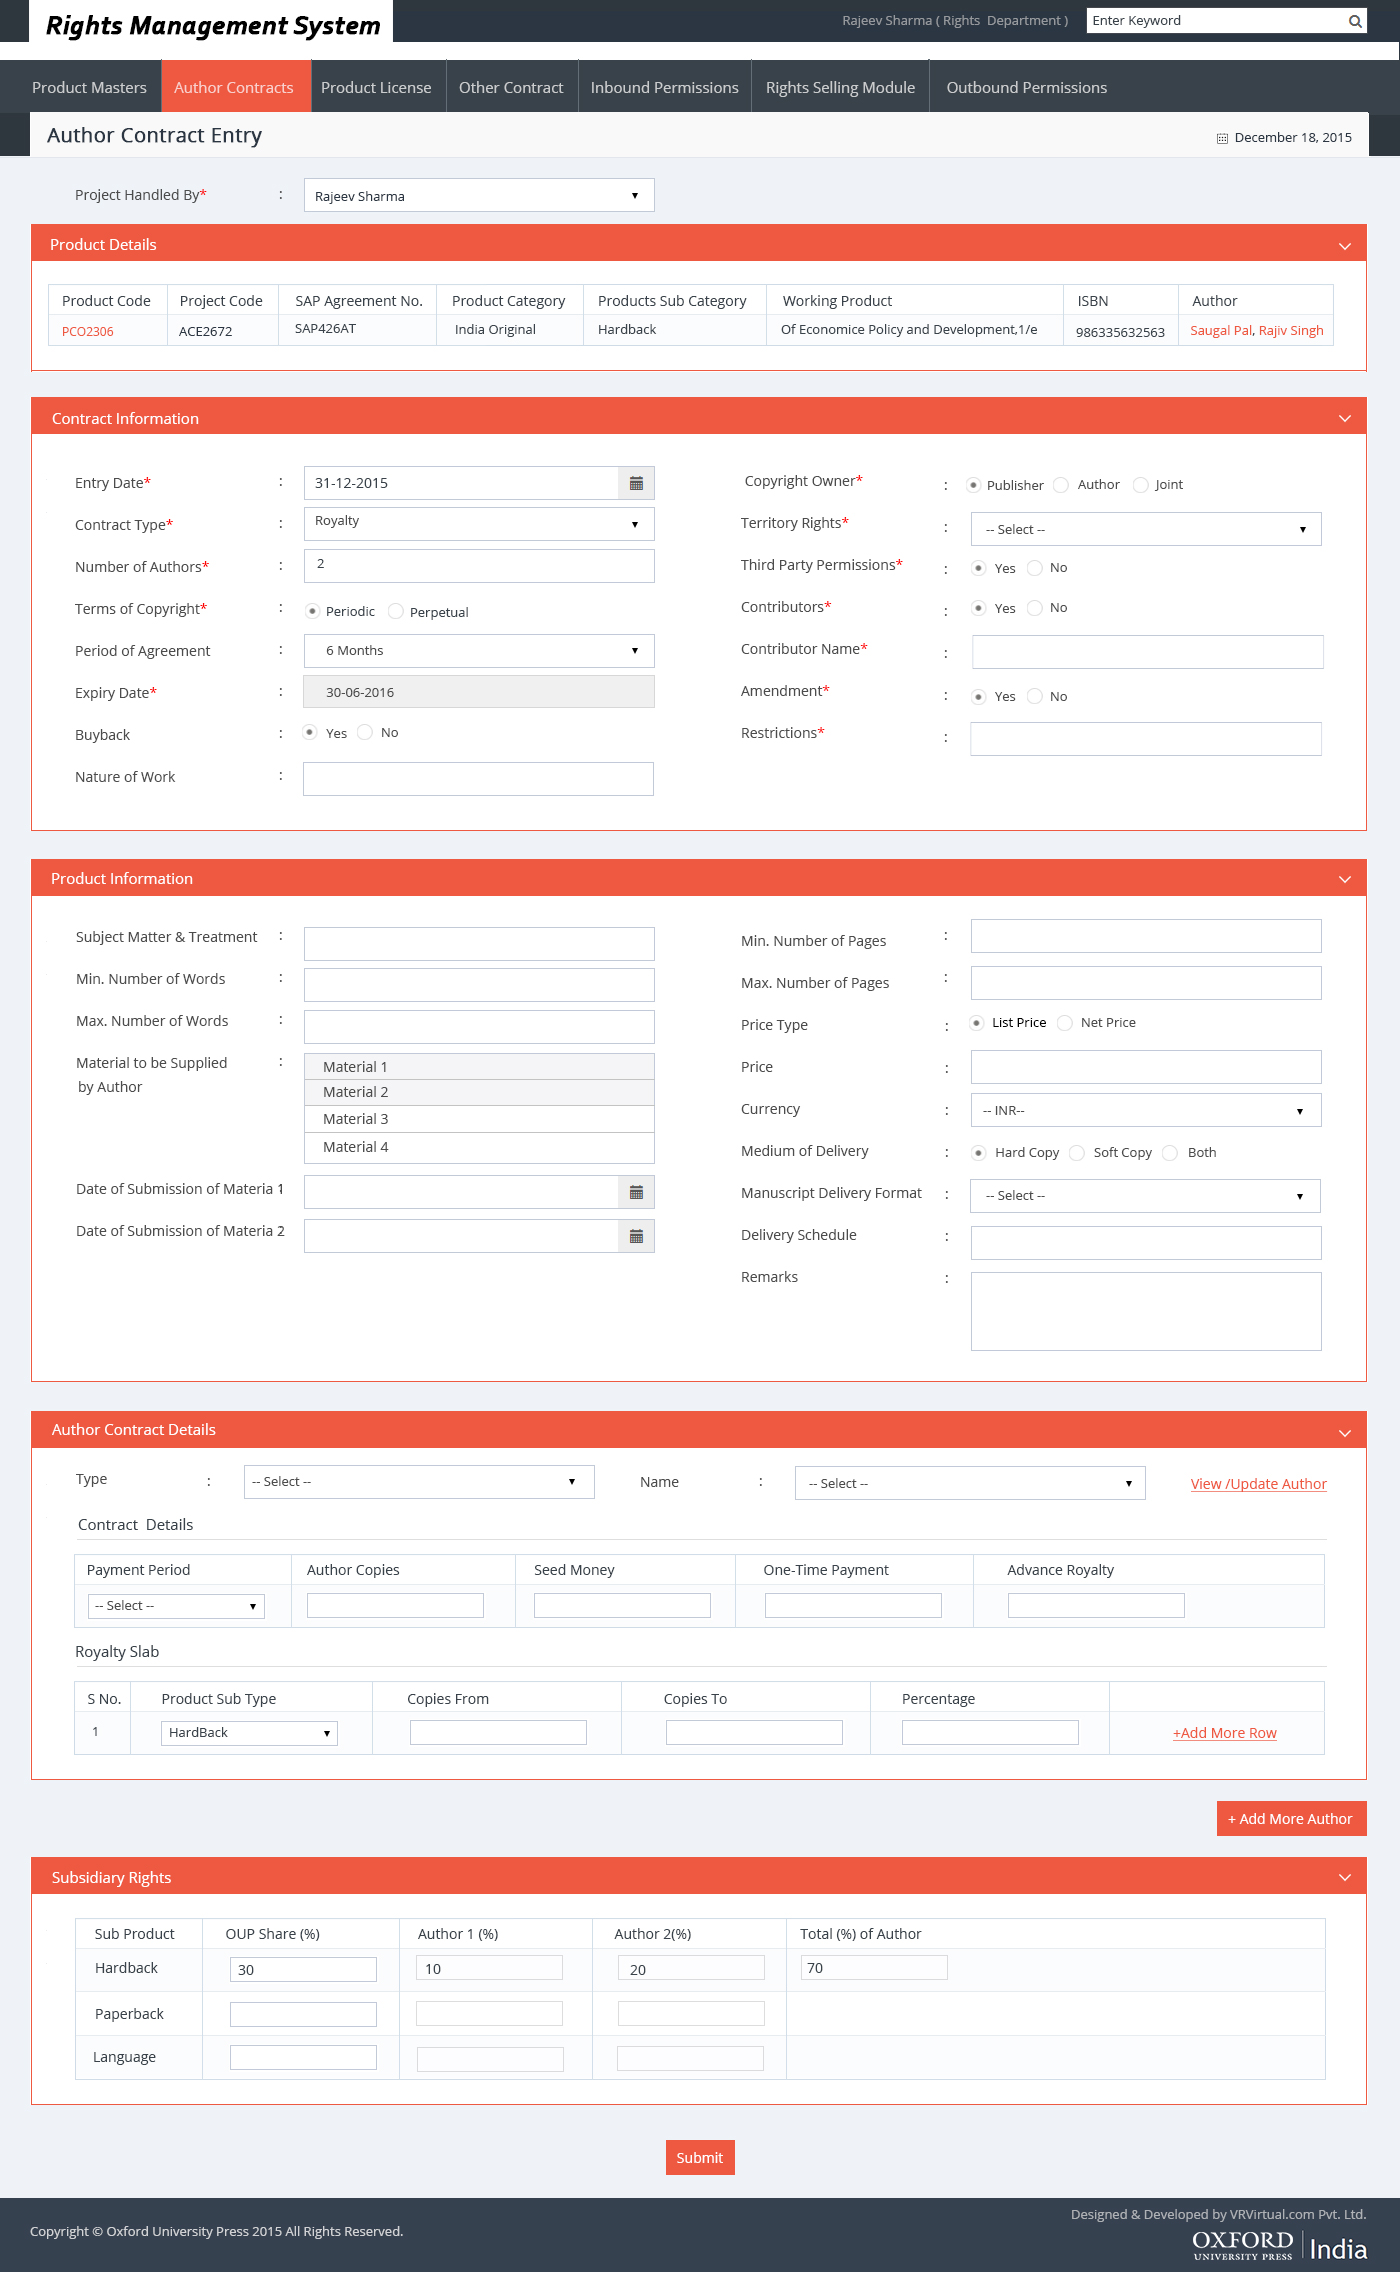 Rights Management System
Rajeev Sharma ( Rights Department )
Enter Keyword
Product Masters
Author Contracts
Product License
Other Contract
Inbound Permissions
Rights Selling Module
Outbound Permissions
Author Contract Entry
December 18, 2015
Project Handled By* : Rajeev Sharma
Product Details
Product Code Project Code SAP Agreement No. Product Category Products Sub Category Working Product ISBN Author
PCO2306 ACE2672 SAP426AT India Original Hardback Of Economice Policy and Development,1/e 986335632563 Saugal Pal, Rajiv Singh
Contract Information
Entry Date* : 31-12-2015
Contract Type* : Royalty
Number of Authors* : 2
Terms of Copyright* : Periodic Perpetual
Period of Agreement : 6 Months
Expiry Date* : 30-06-2016
Buyback : Yes No
Nature of Work :
Copyright Owner* : Publisher Author Joint
Territory Rights* : -- Select --
Third Party Permissions* : Yes No
Contributors* : Yes No
Contributor Name* :
Amendment* : Yes No
Restrictions* :
Product Information
Subject Matter & Treatment :
Min. Number of Words :
Max. Number of Words :
Material to be Supplied :
by Author
Material 1
Material 2
Material 3
Material 4
Date of Submission of Materia 1
Date of Submission of Materia 2
Min. Number of Pages :
Max. Number of Pages :
Price Type : List Price Net Price
Price :
Currency : -- INR--
Medium of Delivery : Hard Copy Soft Copy Both
Manuscript Delivery Format : -- Select --
Delivery Schedule :
Remarks :
Author Contract Details
Type : -- Select -- Name : -- Select -- View /Update Author
Contract Details
Payment Period Author Copies Seed Money One-Time Payment Advance Royalty
-- Select --
Royalty Slab
S No. Product Sub Type Copies From Copies To Percentage
1 HardBack +Add More Row
+ Add More Author
Subsidiary Rights
Sub Product OUP Share (%) Author 1 (%) Author 2(%) Total (%) of Author
Hardback 30 10 20 70
Paperback
Language
Submit
Copyright © Oxford University Press 2015 All Rights Reserved.
Designed & Developed by VRVirtual.com Pvt. Ltd.
OXFORD
UNIVERSITY PRESS
India